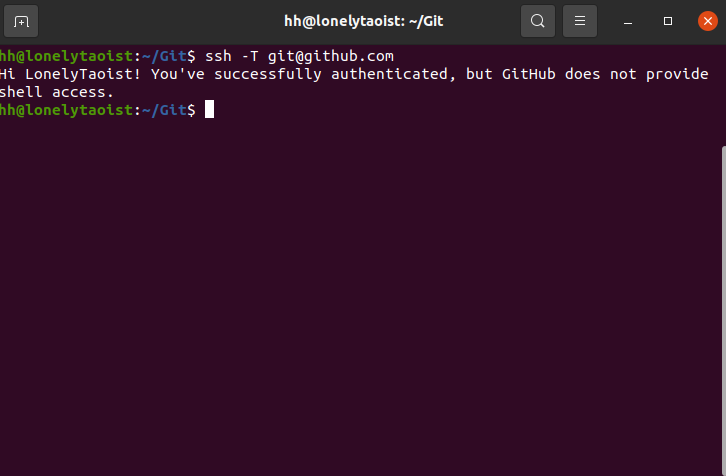 hh@lonelytaoist: ~/Git
hh@lonelytaoist:~/Git$ ssh -T git@github.com
Hi LonelyTaoist! You've successfully authenticated, but GitHub does not provide
shell access.
hh@lonelytaoist:~/Git$